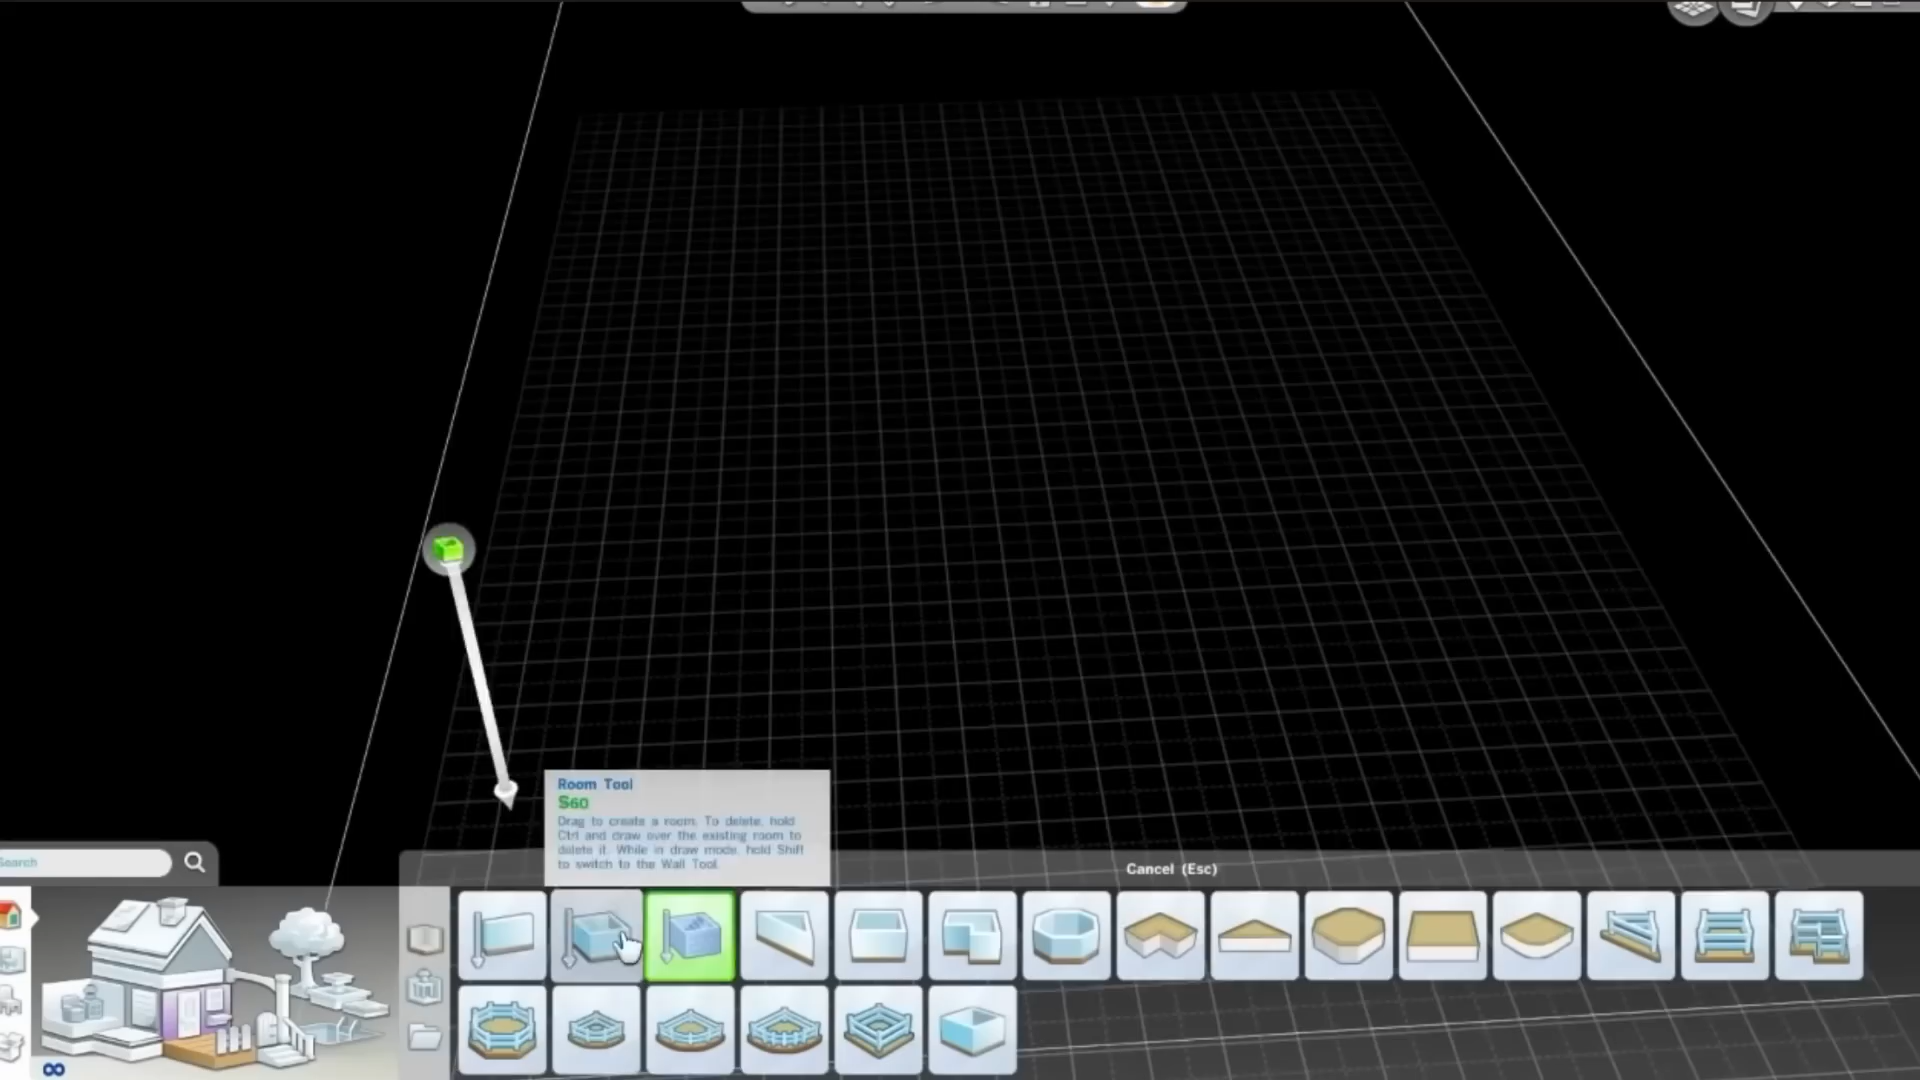 Room Tool
§60
Drag to create a room. To delete, hold
Ctrl and draw over the existing room to
delete it. While in draw mode, hold Shift
to switch to the Wall Tool.
Cancel (Esc)
Search